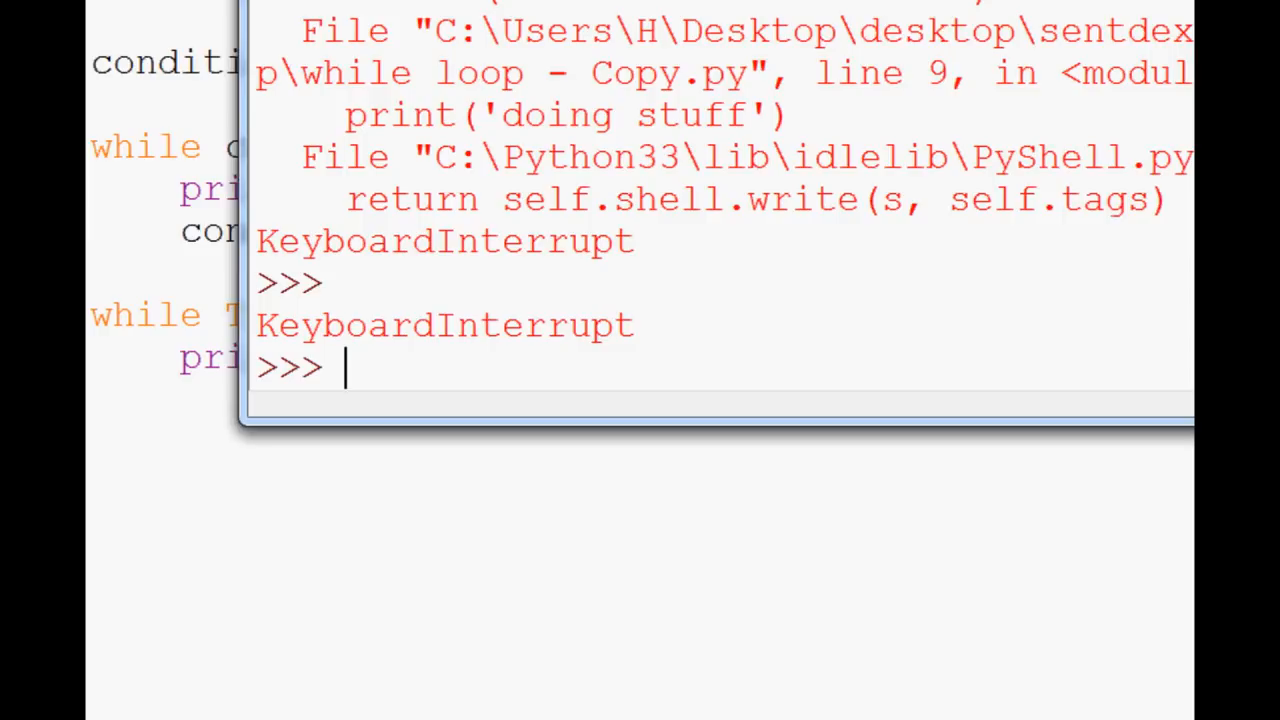 File "C:\Users\H\Desktop\desktop\sentdex
conditi
p\while loop - Copy.py", line 9, in <modul
print('doing stuff')
while c
File "C:\Python33\lib\idlelib\PyShell.py
pri
return self.shell.write(s, self.tags)
con
KeyboardInterrupt
>>>
while T
KeyboardInterrupt
pri
>>>